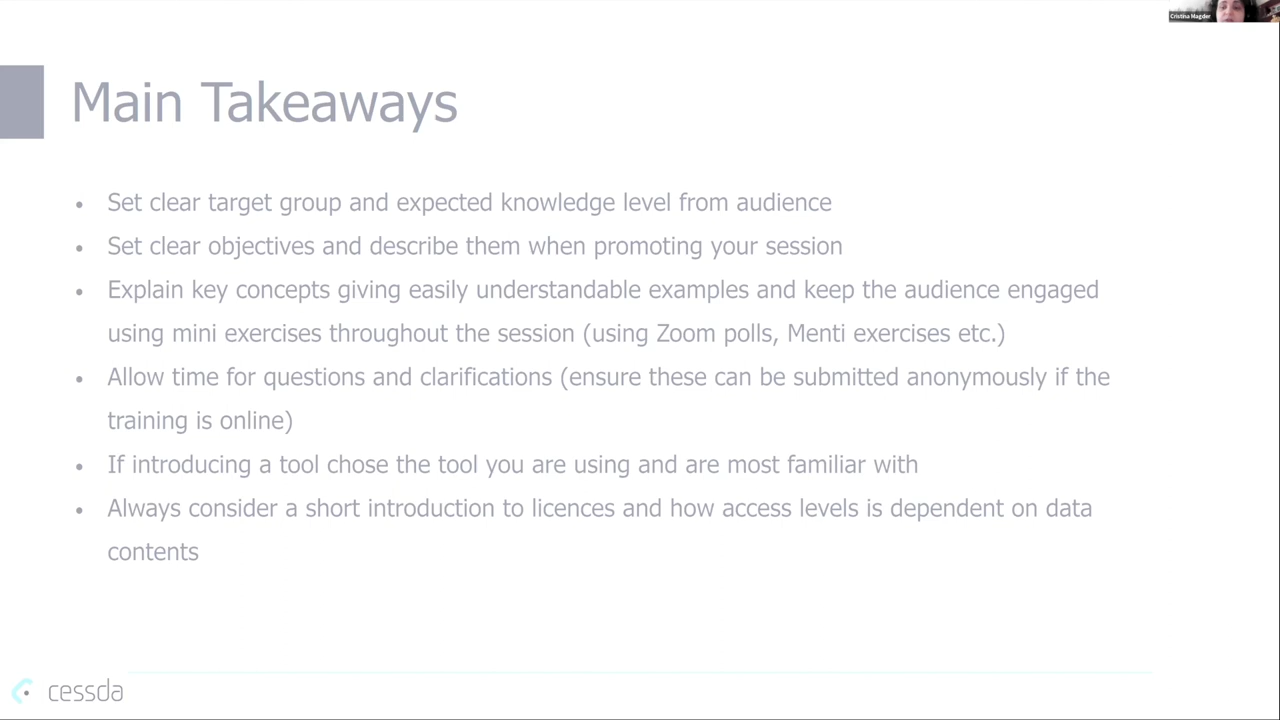 Cristina Magder
Main Takeaways
• Set clear target group and expected knowledge level from audience
• Set clear objectives and describe them when promoting your session
• Explain key concepts giving easily understandable examples and keep the audience engaged
using mini exercises throughout the session (using Zoom polls, Menti exercises etc.)
• Allow time for questions and clarifications (ensure these can be submitted anonymously if the
training is online)
• If introducing a tool chose the tool you are using and are most familiar with
• Always consider a short introduction to licences and how access levels is dependent on data
contents
cessda